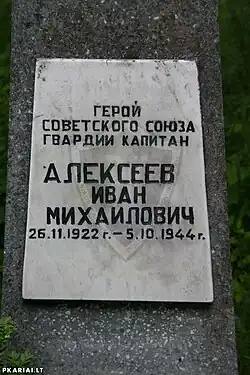 ГЕРОЙ
СОВЕТСКОГО СОЮЗА
ГВАРДИИ КАПИТАН
АЛЕКСЕЕВ
ИВАН
МИХАЙЛОВИЧ
26.11.1922 г. – 5.10.1944 г.
PKARIAI.LT